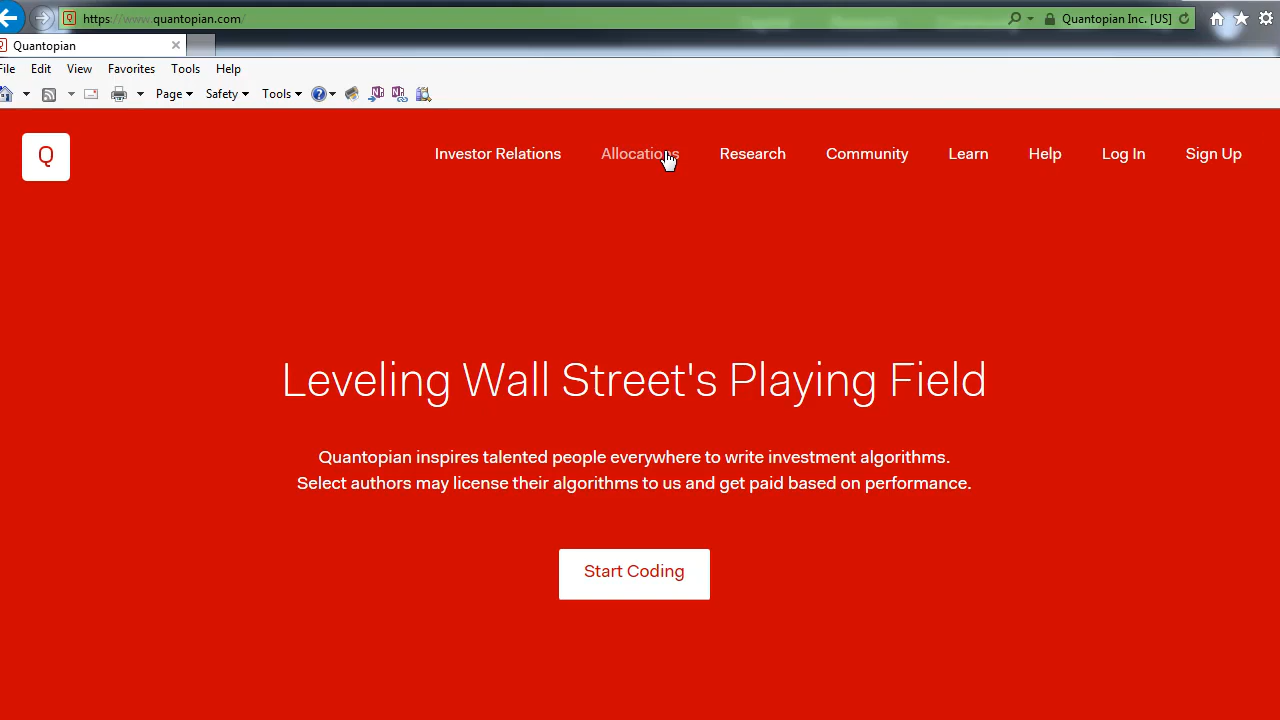 https://www.quantopian.com/
Quantopian Inc. [US]
Quantopian
File Edit View Favorites Tools Help
Page Safety Tools
Q
Investor Relations Allocations Research Community Learn Help Log In Sign Up
Leveling Wall Street's Playing Field
Quantopian inspires talented people everywhere to write investment algorithms.
Select authors may license their algorithms to us and get paid based on performance.
Start Coding